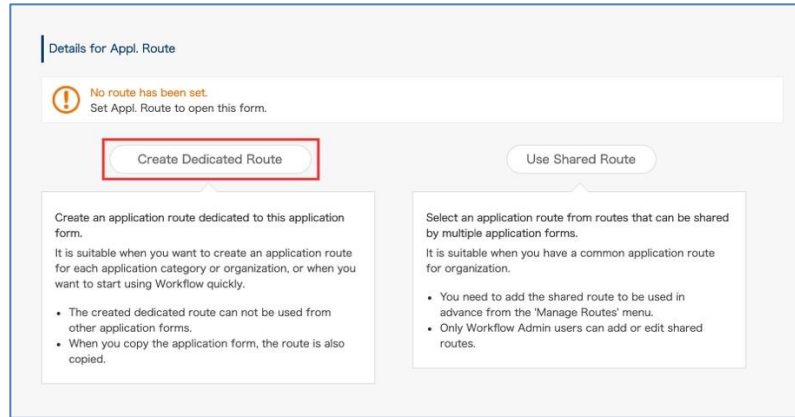 Details for Appl. Route
No route has been set.
Set Appl. Route to open this form.
Create Dedicated Route
Create an application route dedicated to this application
form.
It is suitable when you want to create an application route
for each application category or organization, or when you
want to start using Workflow quickly.
• The created dedicated route can not be used from
other application forms.
• When you copy the application form, the route is also
copied.
Use Shared Route
Select an application route from routes that can be shared
by multiple application forms.
It is suitable when you have a common application route
for organization.
• You need to add the shared route to be used in
advance from the 'Manage Routes' menu.
• Only Workflow Admin users can add or edit shared
routes.